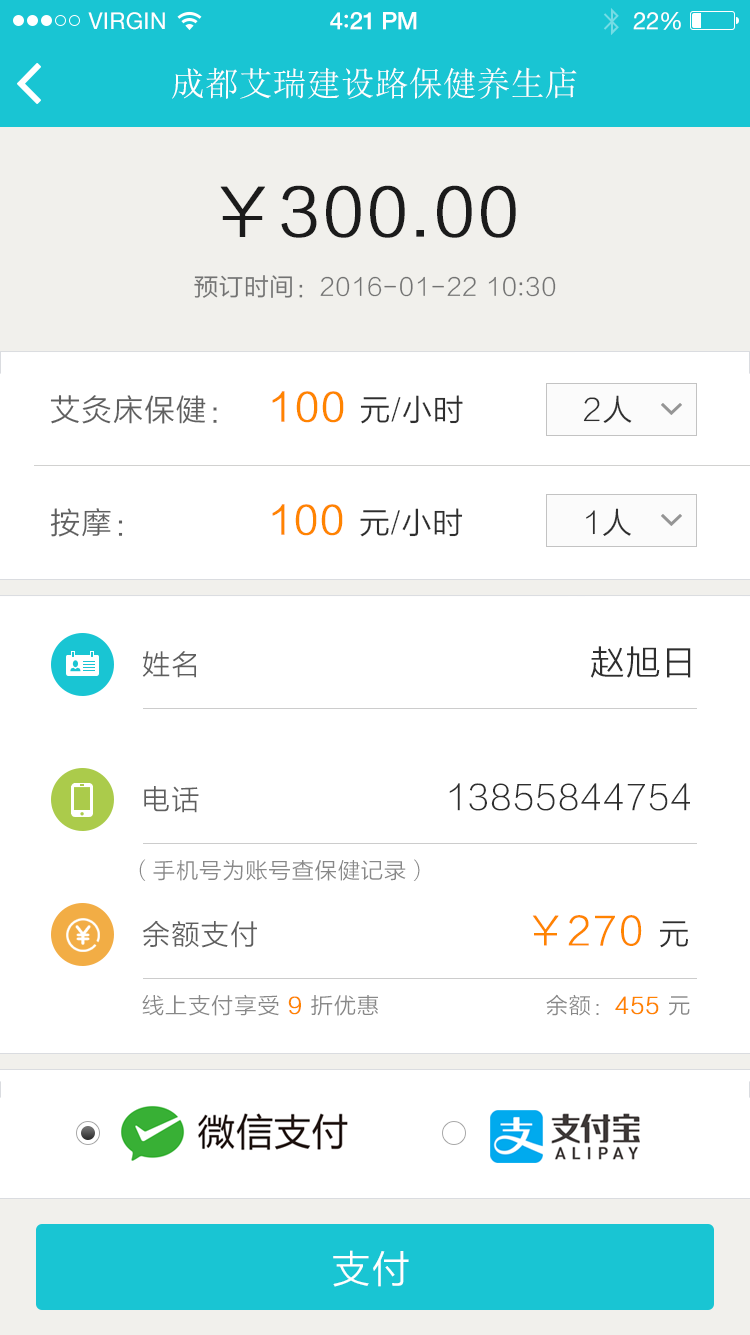 VIRGIN 4:21 PM 22%
成都艾瑞建设路保健养生店
￥300.00
预订时间：2016-01-22 10:30
艾灸床保健： 100 元/小时 2人
按摩： 100 元/小时 1人
姓名 赵旭日
电话 13855844754
（手机号为账号查保健记录）
余额支付 ￥270 元
线上支付享受 9 折优惠 余额：455 元
微信支付 支付宝
ALIPAY
支付